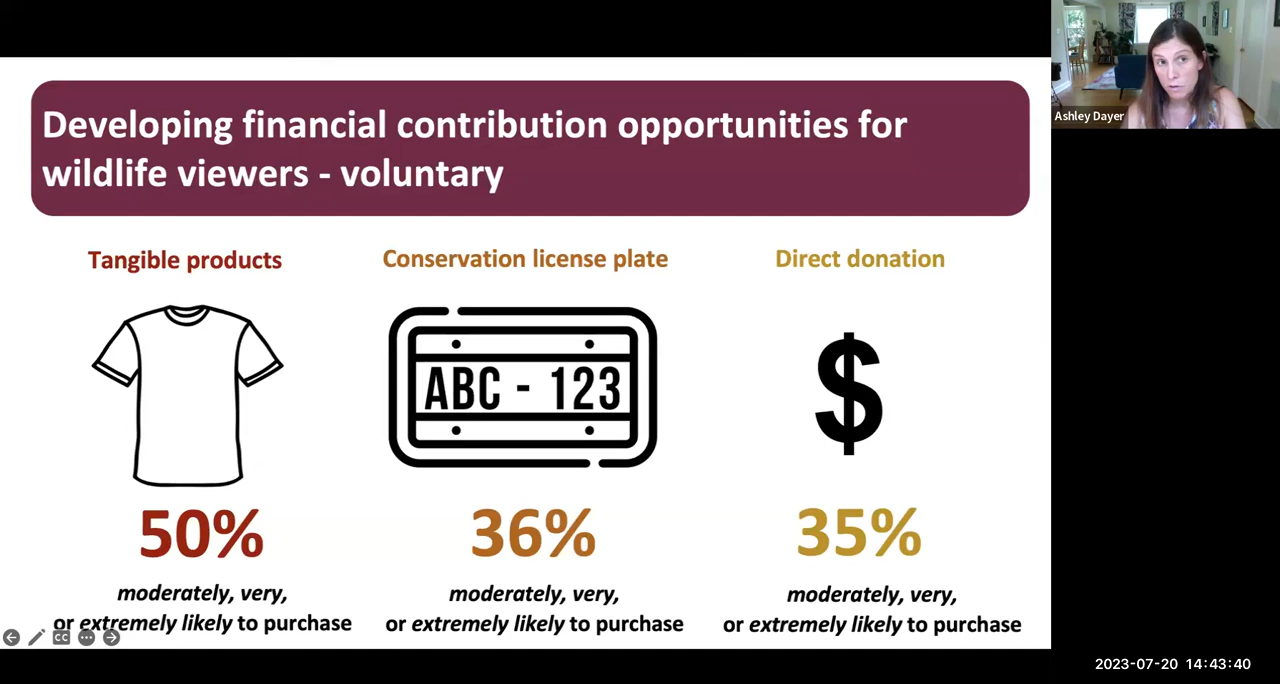 Developing financial contribution opportunities for
wildlife viewers - voluntary
Ashley Dayer
Tangible products
Conservation license plate
Direct donation
ABC - 123
$
50%
36%
35%
moderately, very,
or extremely likely to purchase
moderately, very,
or extremely likely to purchase
moderately, very,
or extremely likely to purchase
CC
2023-07-20 14:43:40